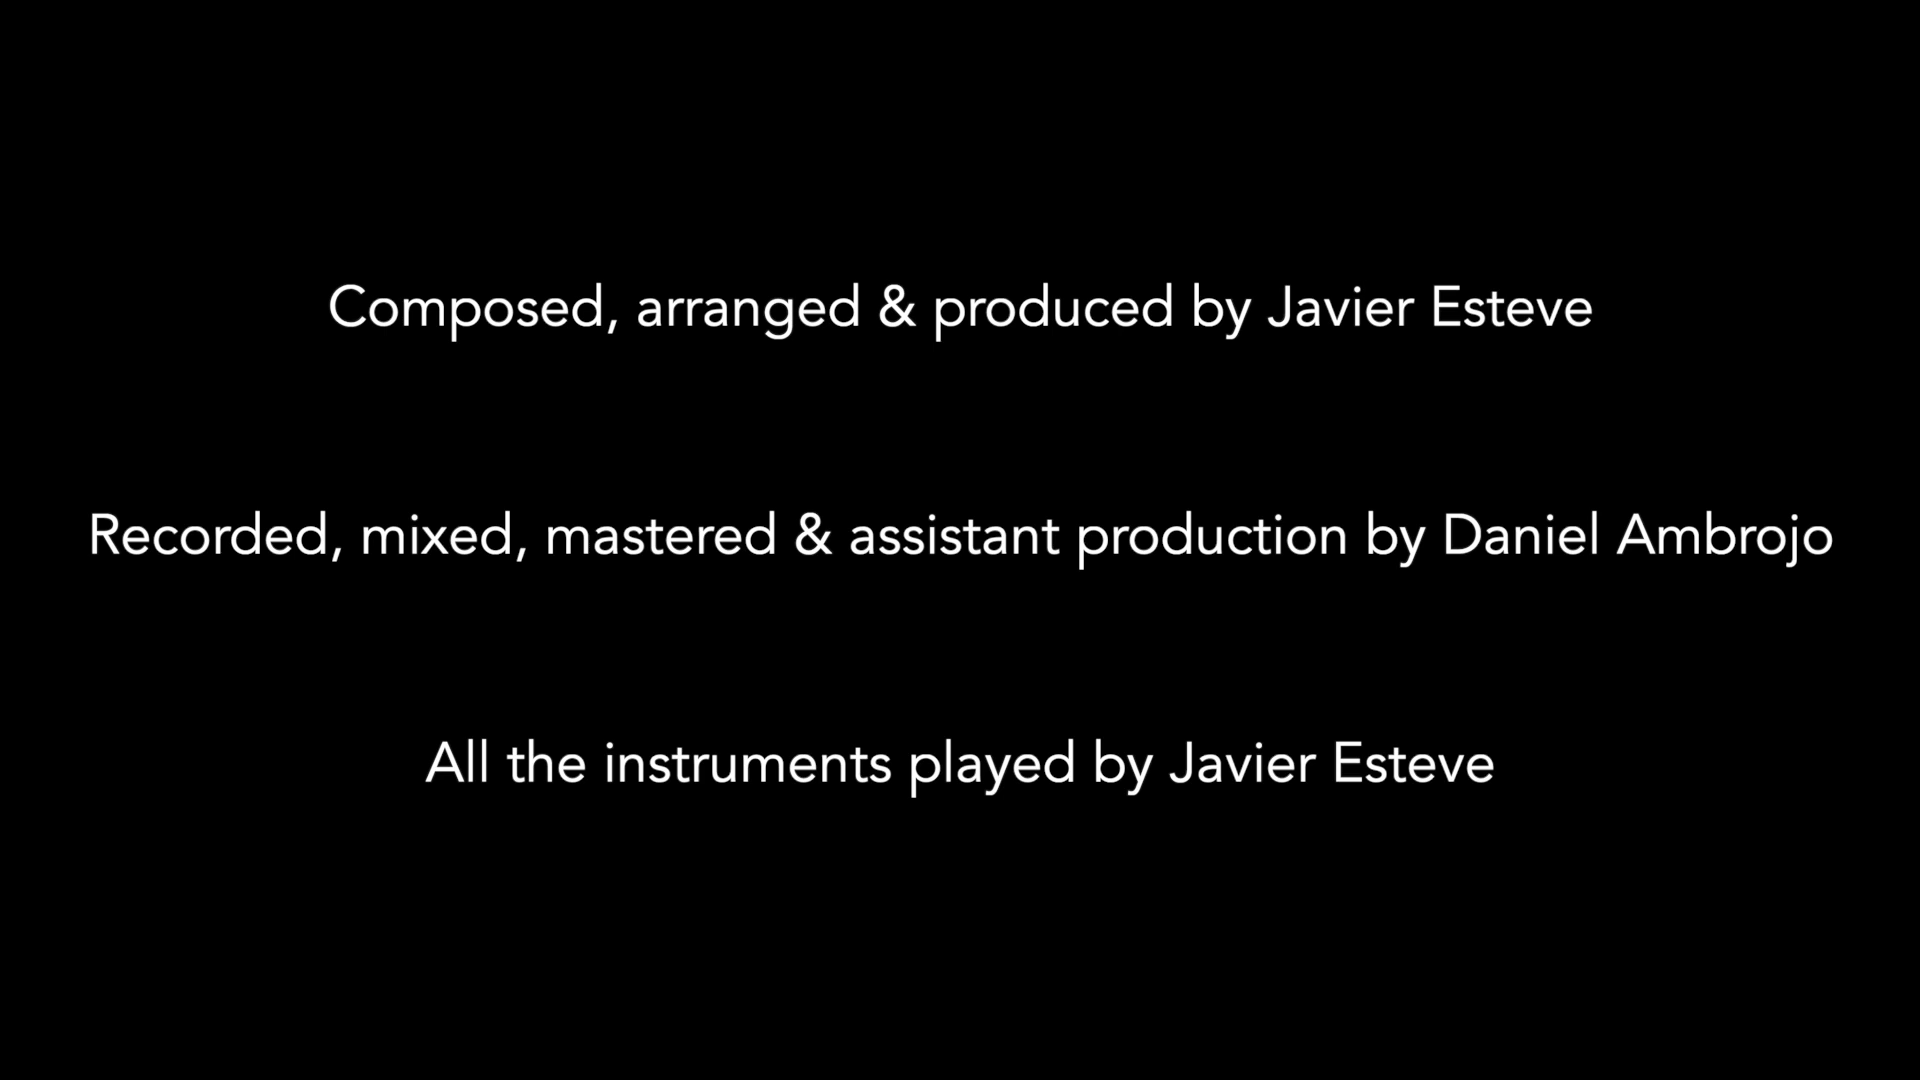 Composed, arranged & produced by Javier Esteve
Recorded, mixed, mastered & assistant production by Daniel Ambrojo
All the instruments played by Javier Esteve